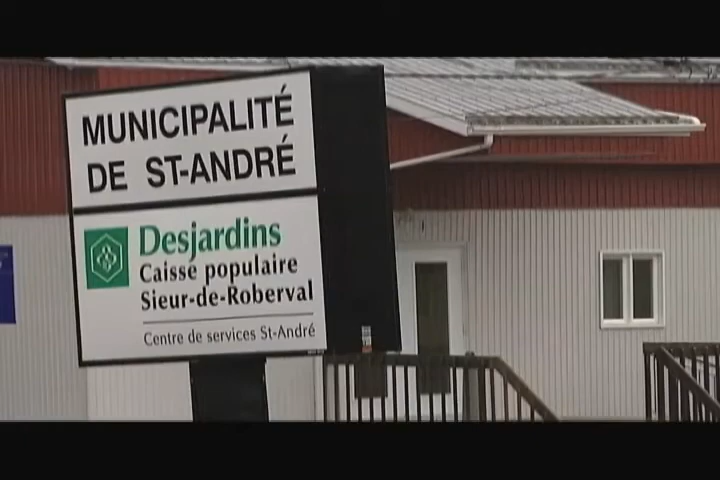 MUNICIPALITÉ
DE ST-ANDRÉ
Desjardins
Caisse populaire
Sieur-de-Roberval
Centre de services St-André